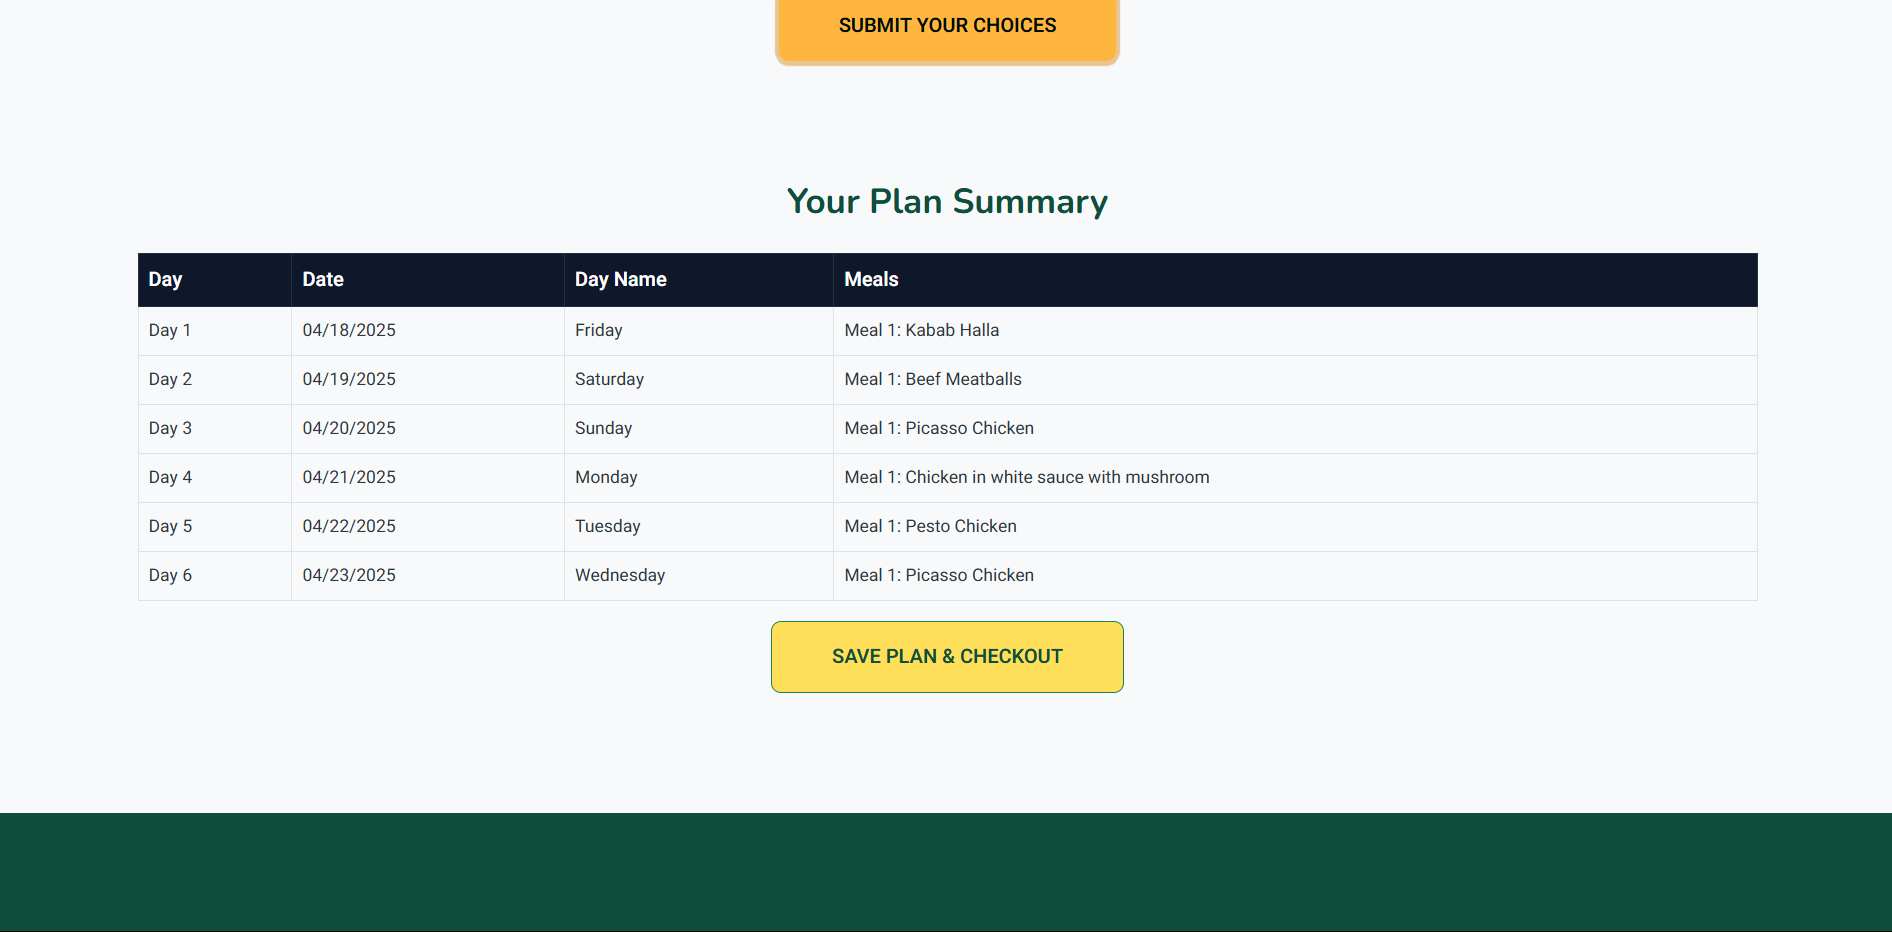 SUBMIT YOUR CHOICES
Your Plan Summary
Day Date Day Name Meals
Day 1 04/18/2025 Friday Meal 1: Kabab Halla
Day 2 04/19/2025 Saturday Meal 1: Beef Meatballs
Day 3 04/20/2025 Sunday Meal 1: Picasso Chicken
Day 4 04/21/2025 Monday Meal 1: Chicken in white sauce with mushroom
Day 5 04/22/2025 Tuesday Meal 1: Pesto Chicken
Day 6 04/23/2025 Wednesday Meal 1: Picasso Chicken
SAVE PLAN & CHECKOUT